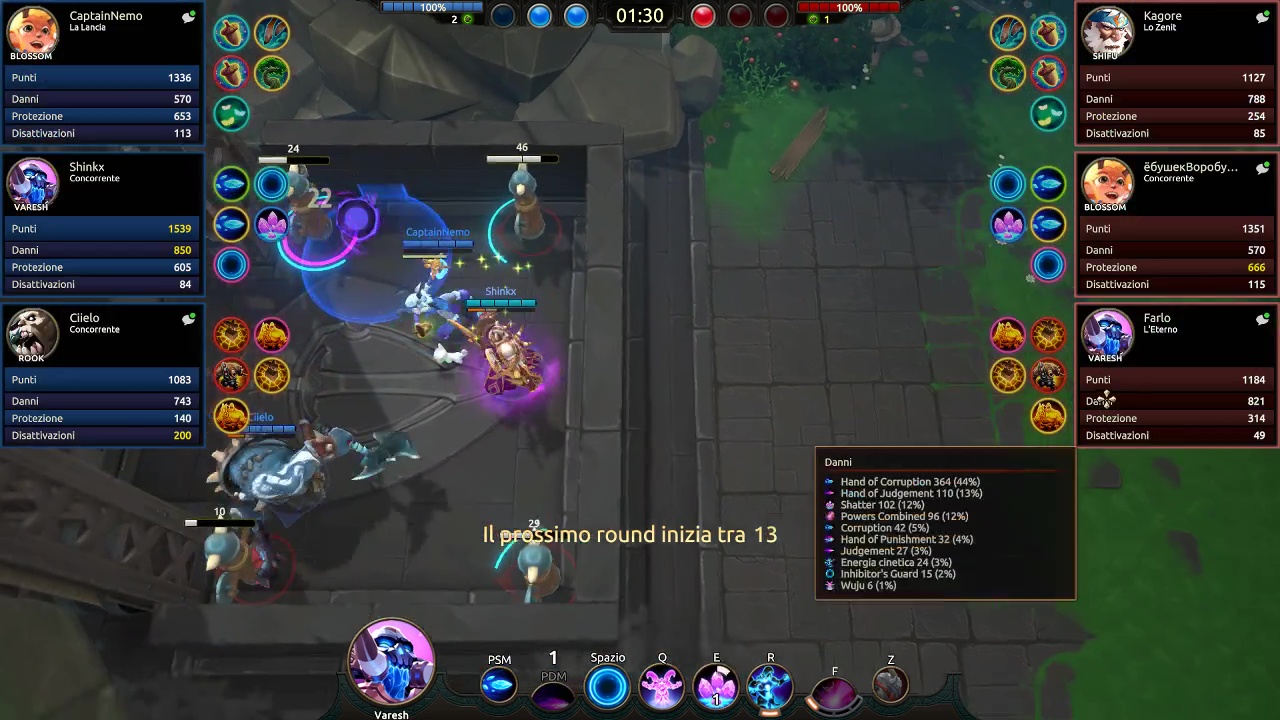 CaptainNemo
La Lancia
BLOSSOM
Punti 1336
Danni 570
Protezione 653
Disattivazioni 113
Shinkx
Concorrente
VARESH
Punti 1539
Danni 850
Protezione 605
Disattivazioni 84
Ciielo
Concorrente
ROOK
Punti 1083
Danni 743
Protezione 140
Disattivazioni 200
100%
2
01:30
100%
1
24
46
22
CaptainNemo
Shinkx
Ciielo
10
29
Il prossimo round inizia tra 13
Kagore
Lo Zenit
SHIFU
Punti 1127
Danni 788
Protezione 254
Disattivazioni 85
ёбушекВоробу...
Concorrente
BLOSSOM
Punti 1351
Danni 570
Protezione 666
Disattivazioni 115
Farlo
L'Eterno
VARESH
Punti 1184
Danni 821
Protezione 314
Disattivazioni 49
Danni
Hand of Corruption 364 (44%)
Hand of Judgement 110 (13%)
Shatter 102 (12%)
Powers Combined 96 (12%)
Corruption 42 (5%)
Hand of Punishment 32 (4%)
Judgement 27 (3%)
Energia cinetica 24 (3%)
Inhibitor's Guard 15 (2%)
Wuju 6 (1%)
PSM
1
PDM
Spazio
Q
E
1
R
F
Z
Varesh